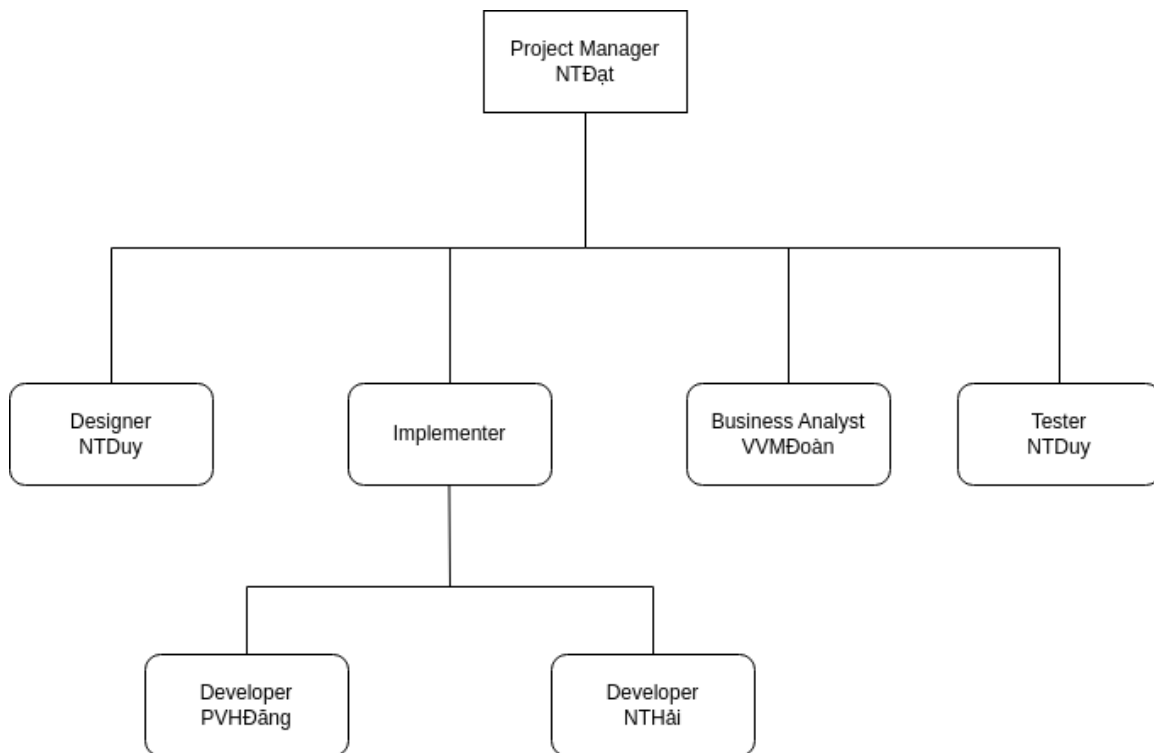 Project Manager
NTĐạt
Designer
NTDuy
Implementer
Business Analyst
VVMĐoàn
Tester
NTDuy
Developer
PVHĐăng
Developer
NTHải